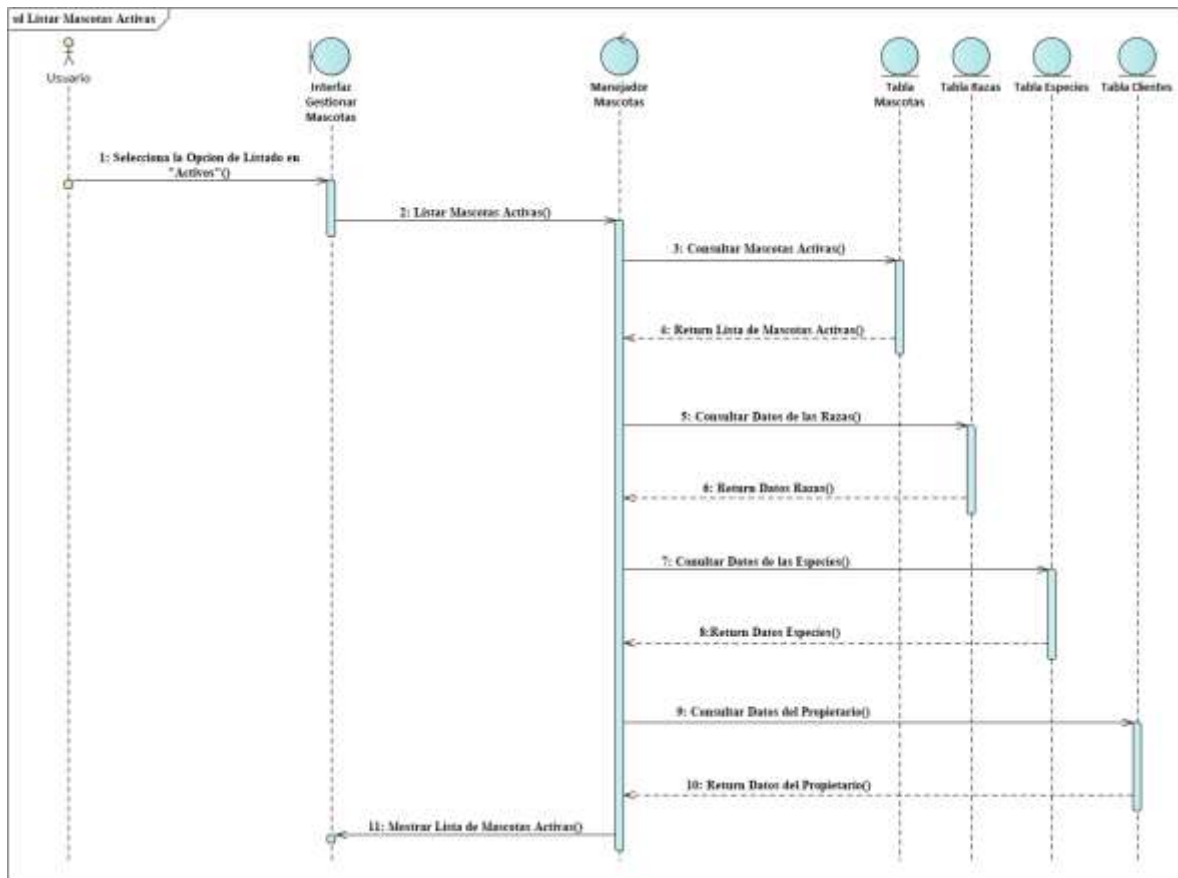 sd Listar Mascotas Activas
Usuario
Interfaz
Gestionar
Mascotas
Manejador
Mascotas
Tabla
Mascotas
Tabla Razas
Tabla Especies
Tabla Clientes
1: Selecciona la Opcion de Listado en
"Activos"()
2: Listar Mascotas Activas()
3: Consultar Mascotas Activas()
4: Return Lista de Mascotas Activas()
5: Consultar Datos de las Razas()
6: Return Datos Razas()
7: Consultar Datos de las Especies()
8:Return Datos Especies()
9: Consultar Datos del Propietario()
10: Return Datos del Propietario()
11: Mostrar Lista de Mascotas Activas()